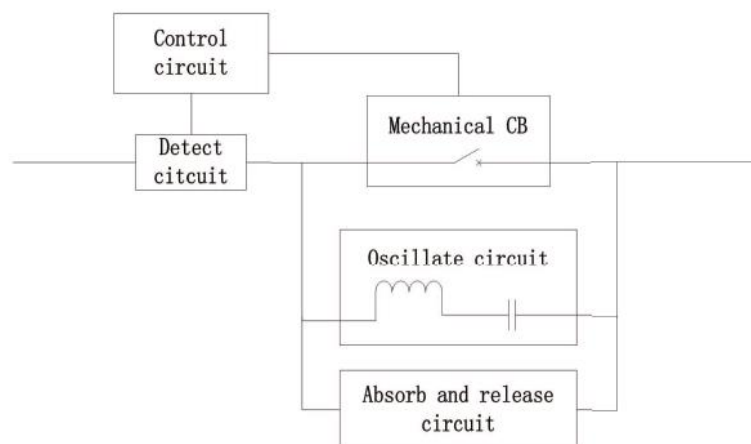 Control
circuit
Mechanical CB
Detect
citcuit
Oscillate circuit
Absorb and release
circuit